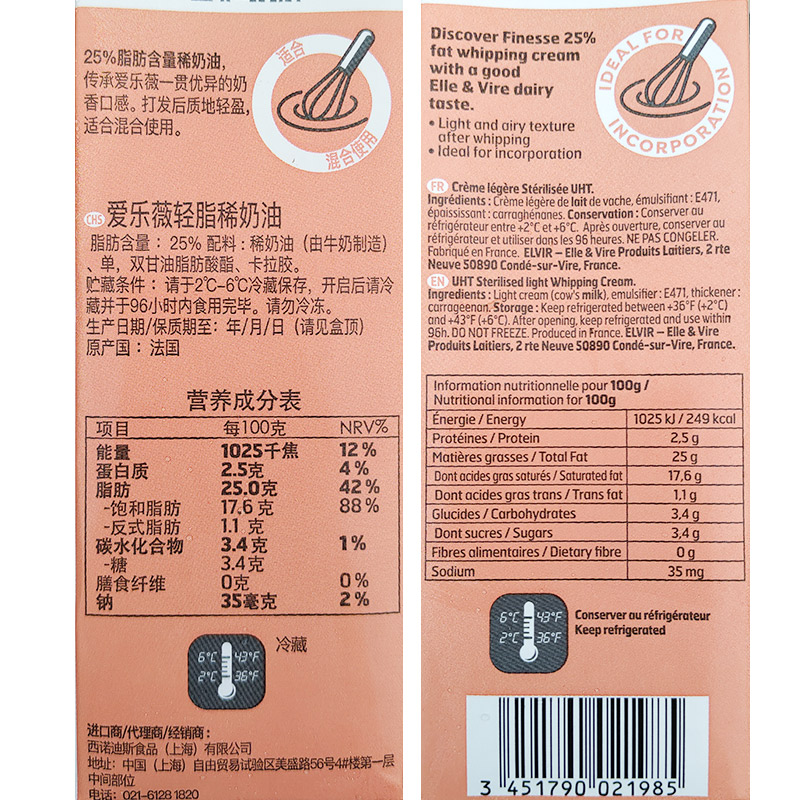 25%脂肪含量稀奶油,
传承爱乐薇一贯优异的奶
香口感。打发后质地轻盈,
适合混合使用。
适合
混合使用
CHS 爱乐薇轻脂稀奶油
脂肪含量：25% 配料：稀奶油（由牛奶制造）
、单，双甘油脂肪酸酯、卡拉胶。
贮藏条件：请于2℃-6℃冷藏保存，开启后请冷
藏并于96小时内食用完毕。请勿冷冻。
生产日期/保质期至：年/月/日（请见盒顶）
原产国：法国
营养成分表
项目 每100克 NRV%
能量 1025千焦 12%
蛋白质 2.5克 4%
脂肪 25.0克 42%
-饱和脂肪 17.6克 88%
-反式脂肪 1.1 克
碳水化合物 3.4克 1%
-糖 3.4克
膳食纤维 0克 0%
钠 35毫克 2%
6°C 43°F
2°C 36°F
冷藏
进口商/代理商/经销商：
西诺迪斯食品（上海）有限公司
地址：中国（上海）自由贸易试验区美盛路56号4#楼第一层
中间部位
电话：021-6128 1820
Discover Finesse 25%
fat whipping cream
with a good
Elle & Vire dairy
taste.
• Light and airy texture
after whipping
• Ideal for incorporation
IDEAL FOR
INCORPORATION
FR Crème légère Stérilisée UHT.
Ingrédients : Crème légère de lait de vache, émulsifiant : E471,
épaississant : carraghénanes. Conservation : Conserver au
réfrigérateur entre +2°C et +6°C. Après ouverture, conserver au
réfrigérateur et utiliser dans les 96 heures. NE PAS CONGELER.
Fabriqué en France. ELVIR – Elle & Vire Produits Laitiers, 2 rte
Neuve 50890 Condé-sur-Vire, France.
EN UHT Sterilised light Whipping Cream.
Ingredients : Light cream (cow's milk), emulsifier : E471, thickener :
carrageenan. Storage : Keep refrigerated between +36°F (+2°C)
and +43°F (+6°C). After opening, keep refrigerated and use within
96h. DO NOT FREEZE. Produced in France. ELVIR – Elle & Vire
Produits Laitiers, 2 rte Neuve 50890 Condé-sur-Vire, France.
Information nutritionnelle pour 100g /
Nutritional information for 100g
Énergie / Energy 1025 kJ / 249 kcal
Protéines / Protein 2,5 g
Matières grasses / Total Fat 25 g
Dont acides gras saturés / Saturated fat 17,6 g
Dont acides gras trans / Trans fat 1,1 g
Glucides / Carbohydrates 3,4 g
Dont sucres / Sugars 3,4 g
Fibres alimentaires / Dietary fibre 0 g
Sodium 35 mg
6°C 43°F
2°C 36°F
Conserver au réfrigérateur
Keep refrigerated
3 451790 021985